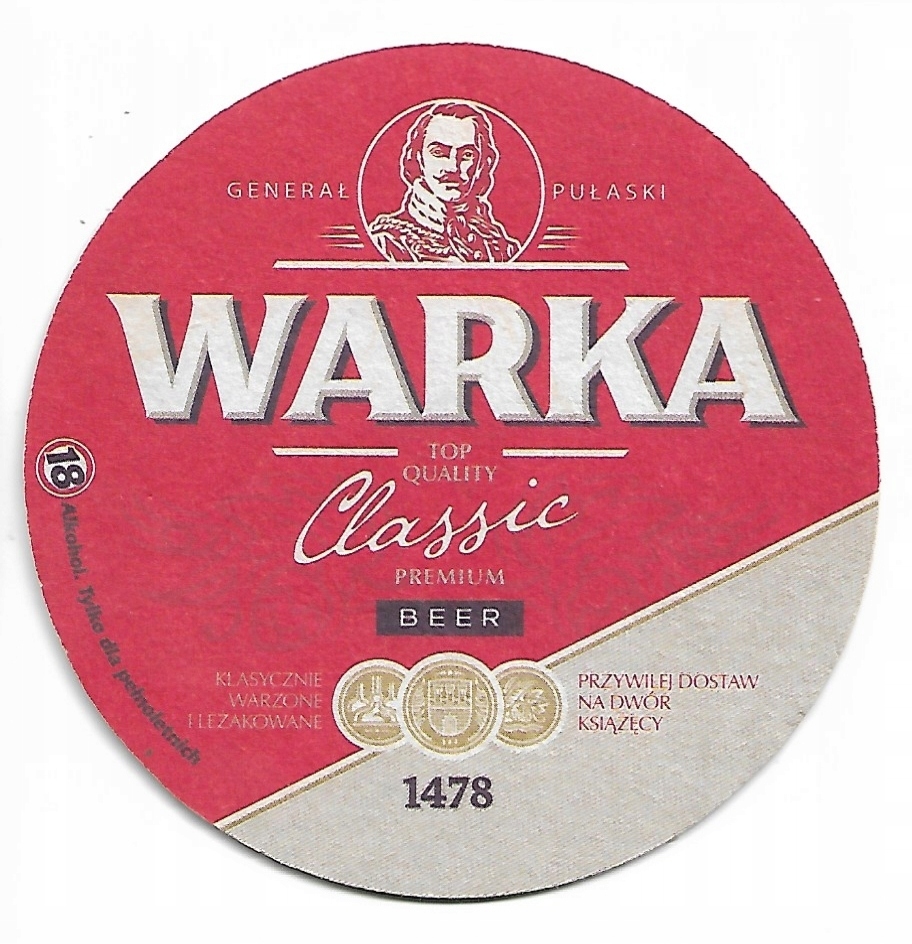 GENERAŁ PUŁASKI
WARKA
TOP
QUALITY
Classic
PREMIUM
BEER
KLASYCZNIE
WARZONE
I LEŻAKOWANE
PRZYWILEJ DOSTAW
NA DWÓR
KSIĄŻĘCY
1478
18 Alkohol. Tylko dla pełnoletnich